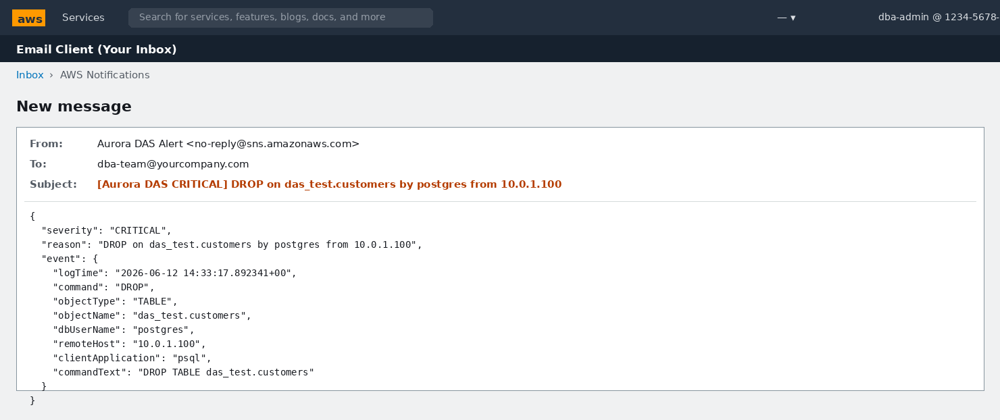 aws Services Search for services, features, blogs, docs, and more — ▾ dba-admin @ 1234-5678-
Email Client (Your Inbox)
Inbox › AWS Notifications
New message
From: Aurora DAS Alert <no-reply@sns.amazonaws.com>
To: dba-team@yourcompany.com
Subject: [Aurora DAS CRITICAL] DROP on das_test.customers by postgres from 10.0.1.100
{
  "severity": "CRITICAL",
  "reason": "DROP on das_test.customers by postgres from 10.0.1.100",
  "event": {
    "logTime": "2026-06-12 14:33:17.892341+00",
    "command": "DROP",
    "objectType": "TABLE",
    "objectName": "das_test.customers",
    "dbUserName": "postgres",
    "remoteHost": "10.0.1.100",
    "clientApplication": "psql",
    "commandText": "DROP TABLE das_test.customers"
  }
}